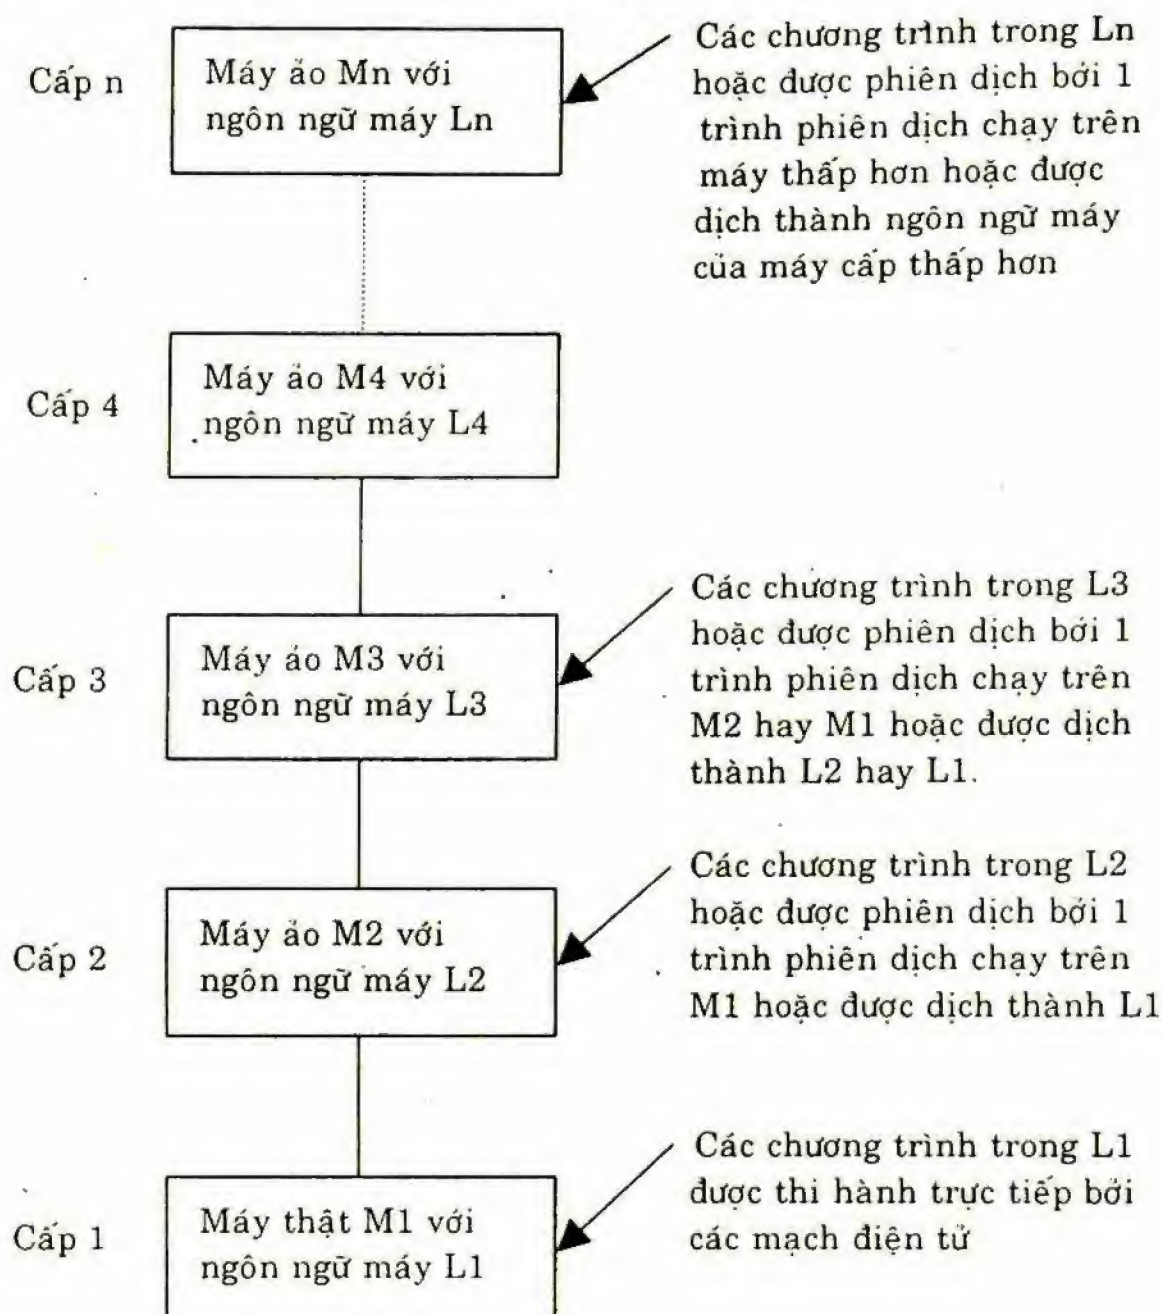 Cấp n
Máy ảo Mn với
ngôn ngữ máy Ln
Các chương trình trong Ln
hoặc được phiên dịch bởi 1
trình phiên dịch chạy trên
máy thấp hơn hoặc được
dịch thành ngôn ngữ máy
của máy cấp thấp hơn
Cấp 4
Máy ảo M4 với
ngôn ngữ máy L4
Cấp 3
Máy ảo M3 với
ngôn ngữ máy L3
Các chương trình trong L3
hoặc được phiên dịch bởi 1
trình phiên dịch chạy trên
M2 hay M1 hoặc được dịch
thành L2 hay L1.
Cấp 2
Máy ảo M2 với
ngôn ngữ máy L2
Các chương trình trong L2
hoặc được phiên dịch bởi 1
trình phiên dịch chạy trên
M1 hoặc được dịch thành L1
Cấp 1
Máy thật M1 với
ngôn ngữ máy L1
Các chương trình trong L1
được thi hành trực tiếp bởi
các mạch điện tử